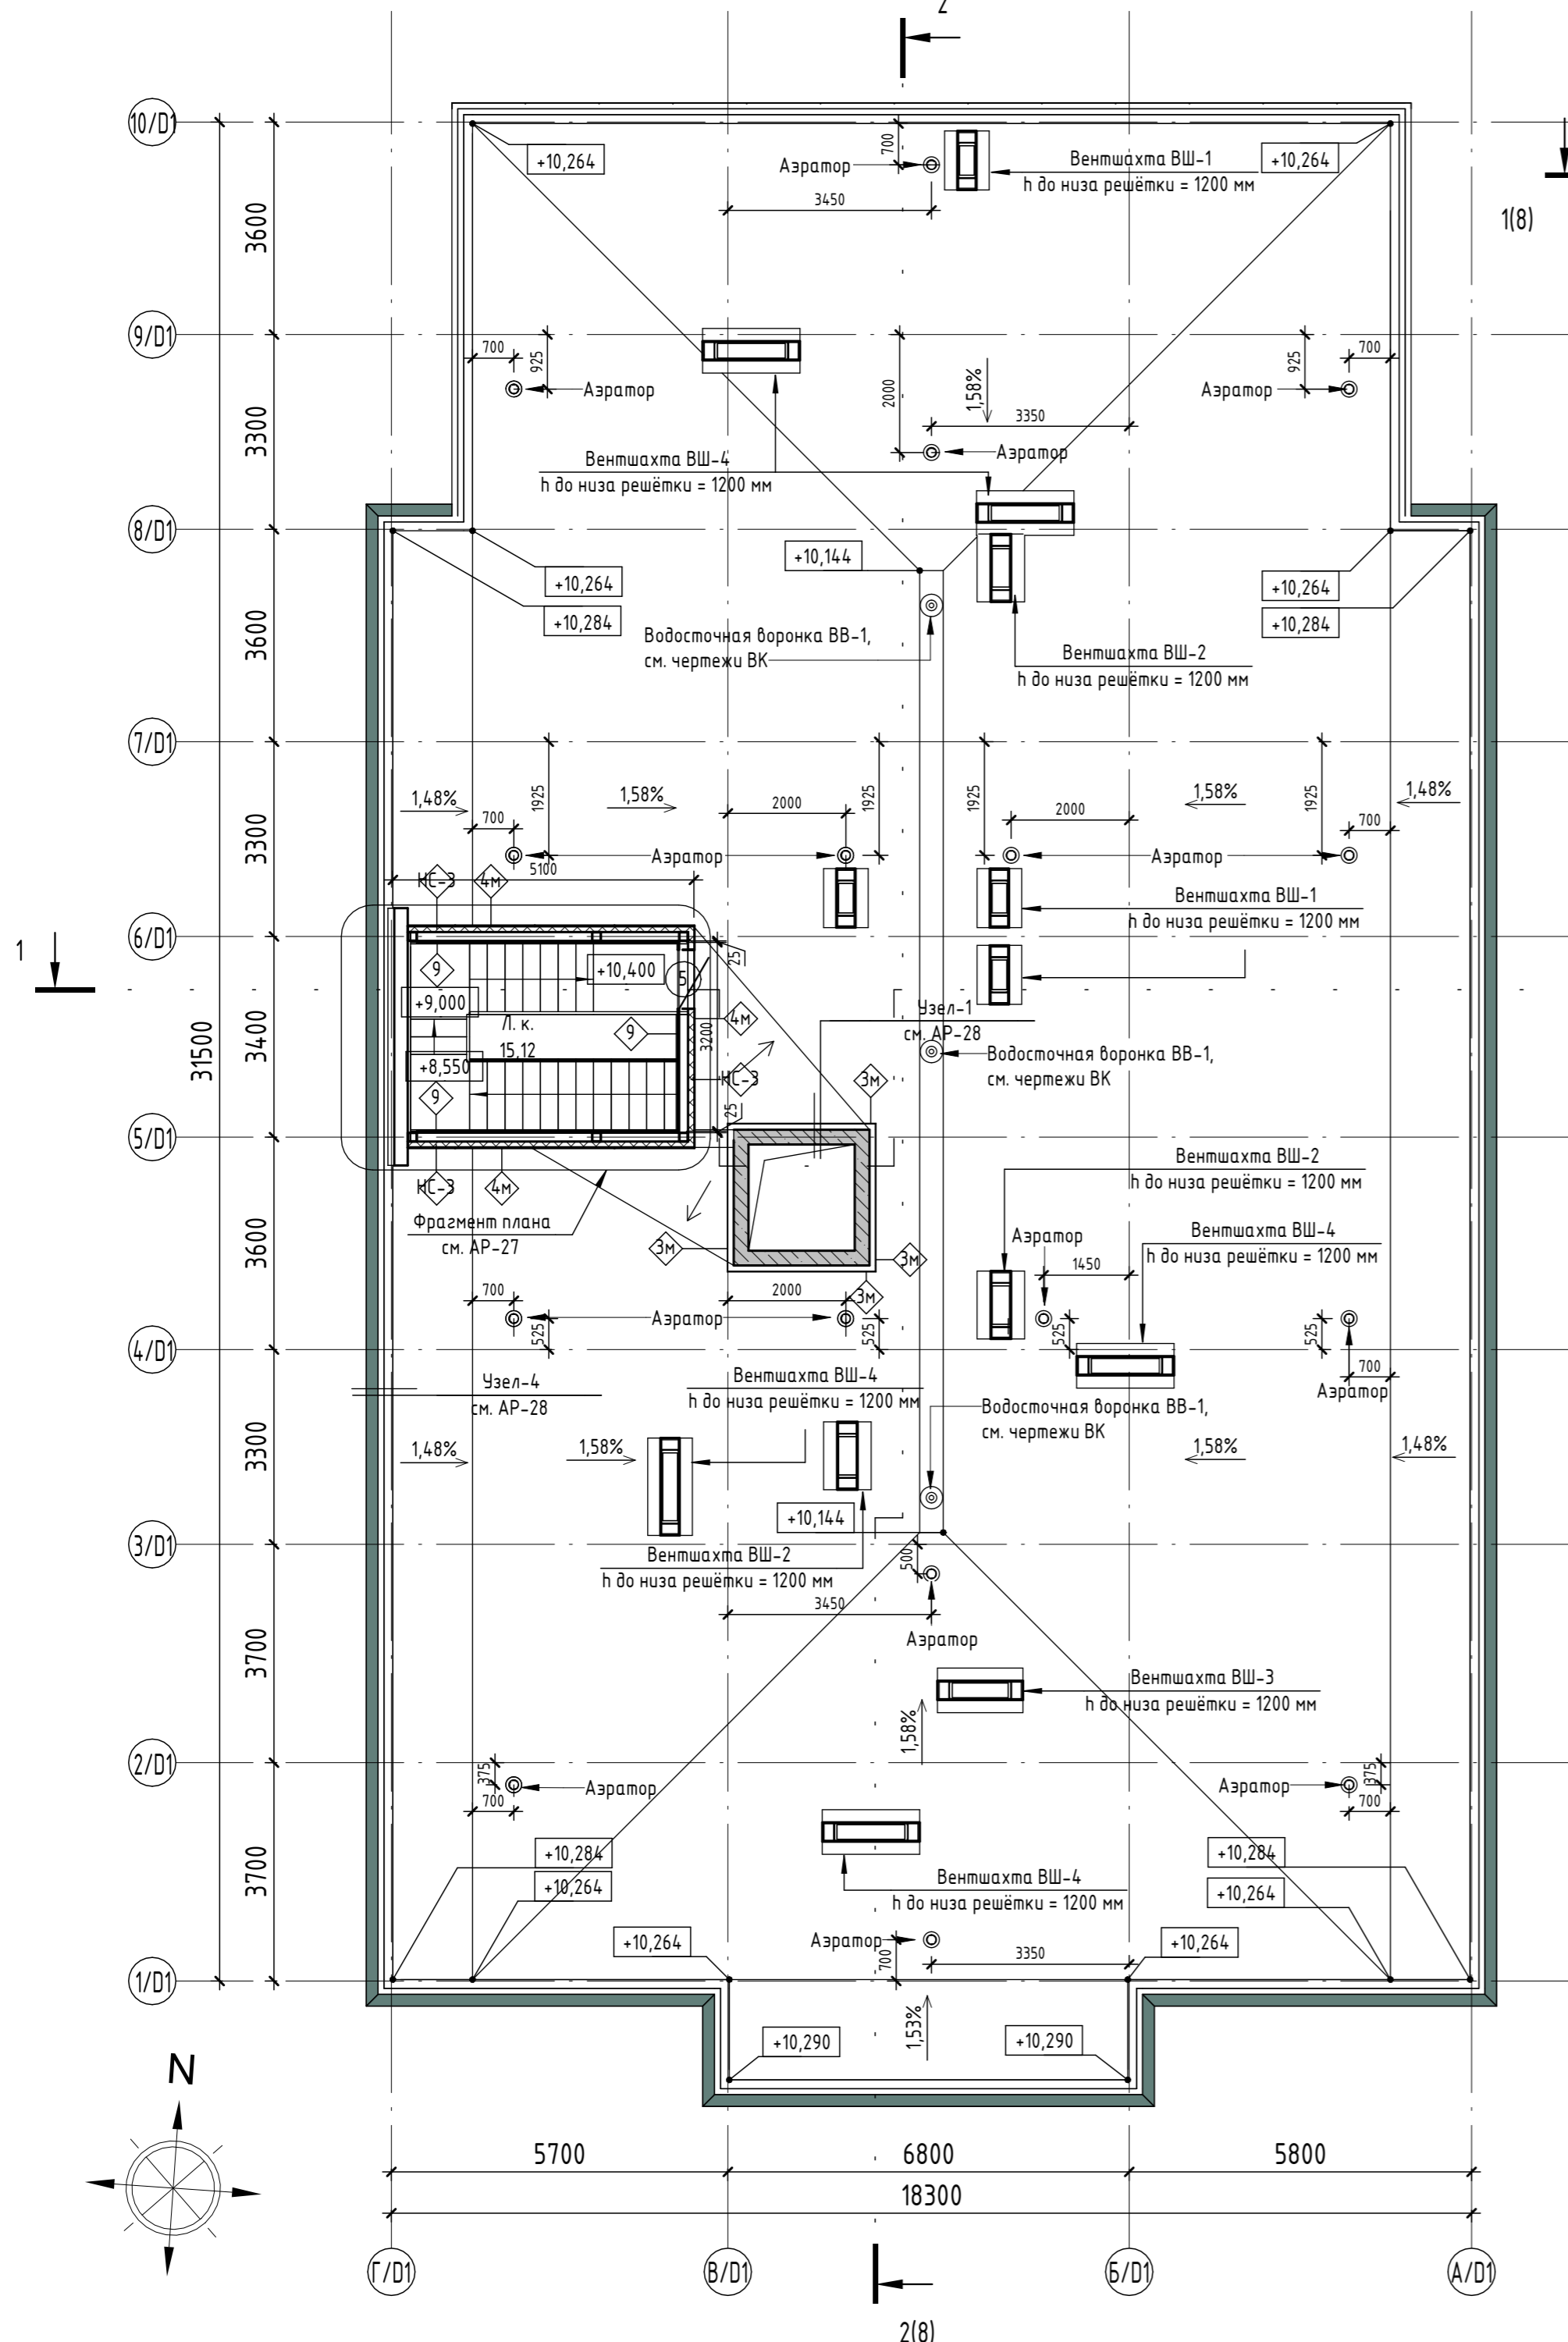 2
10/D1
+10,264
Аэратор
700
Вентшахта ВШ-1
h до низа решётки = 1200 мм
+10,264
1(8)
3450
3600
9/D1
700
925
Аэратор
2000
1,58%
3350
Аэратор
925
700
Аэратор
3300
Вентшахта ВШ-4
h до низа решётки = 1200 мм
8/D1
+10,144
+10,264
+10,284
+10,264
+10,284
3600
Водосточная воронка ВВ-1,
см. чертежи ВК
Вентшахта ВШ-2
h до низа решётки = 1200 мм
7/D1
1,48%
1,58%
1925
700
2000
1925
1925
2000
1,58%
1925
1,48%
700
3300
Аэратор
Аэратор
5100
НС-3
4м
Вентшахта ВШ-1
h до низа решётки = 1200 мм
6/D1
1
9
+10,400
25
Б
+9,000
Л. к.
15,12
9
4м
3200
Узел-1
см. АР-28
31500
3400
+8,550
9
НС-3
25
3м
Водосточная воронка ВВ-1,
см. чертежи ВК
5/D1
НС-3
4м
Вентшахта ВШ-2
h до низа решётки = 1200 мм
Фрагмент плана
см. АР-27
3м
3м
3м
Аэратор
1450
Вентшахта ВШ-4
h до низа решётки = 1200 мм
3600
700
525
Аэратор
2000
525
525
525
700
Аэратор
4/D1
Узел-4
см. АР-28
Вентшахта ВШ-4
h до низа решётки = 1200 мм
Водосточная воронка ВВ-1,
см. чертежи ВК
3300
1,48%
1,58%
1,58%
1,48%
+10,144
3/D1
Вентшахта ВШ-2
h до низа решётки = 1200 мм
500
3450
Аэратор
3700
Вентшахта ВШ-3
h до низа решётки = 1200 мм
1,58%
2/D1
375
700
Аэратор
Аэратор
375
700
3700
+10,284
+10,264
+10,284
+10,264
Вентшахта ВШ-4
h до низа решётки = 1200 мм
+10,264
Аэратор
700
3350
+10,264
1/D1
+10,290
1,53%
+10,290
N
5700
6800
5800
18300
Г/D1
В/D1
Б/D1
А/D1
2(8)